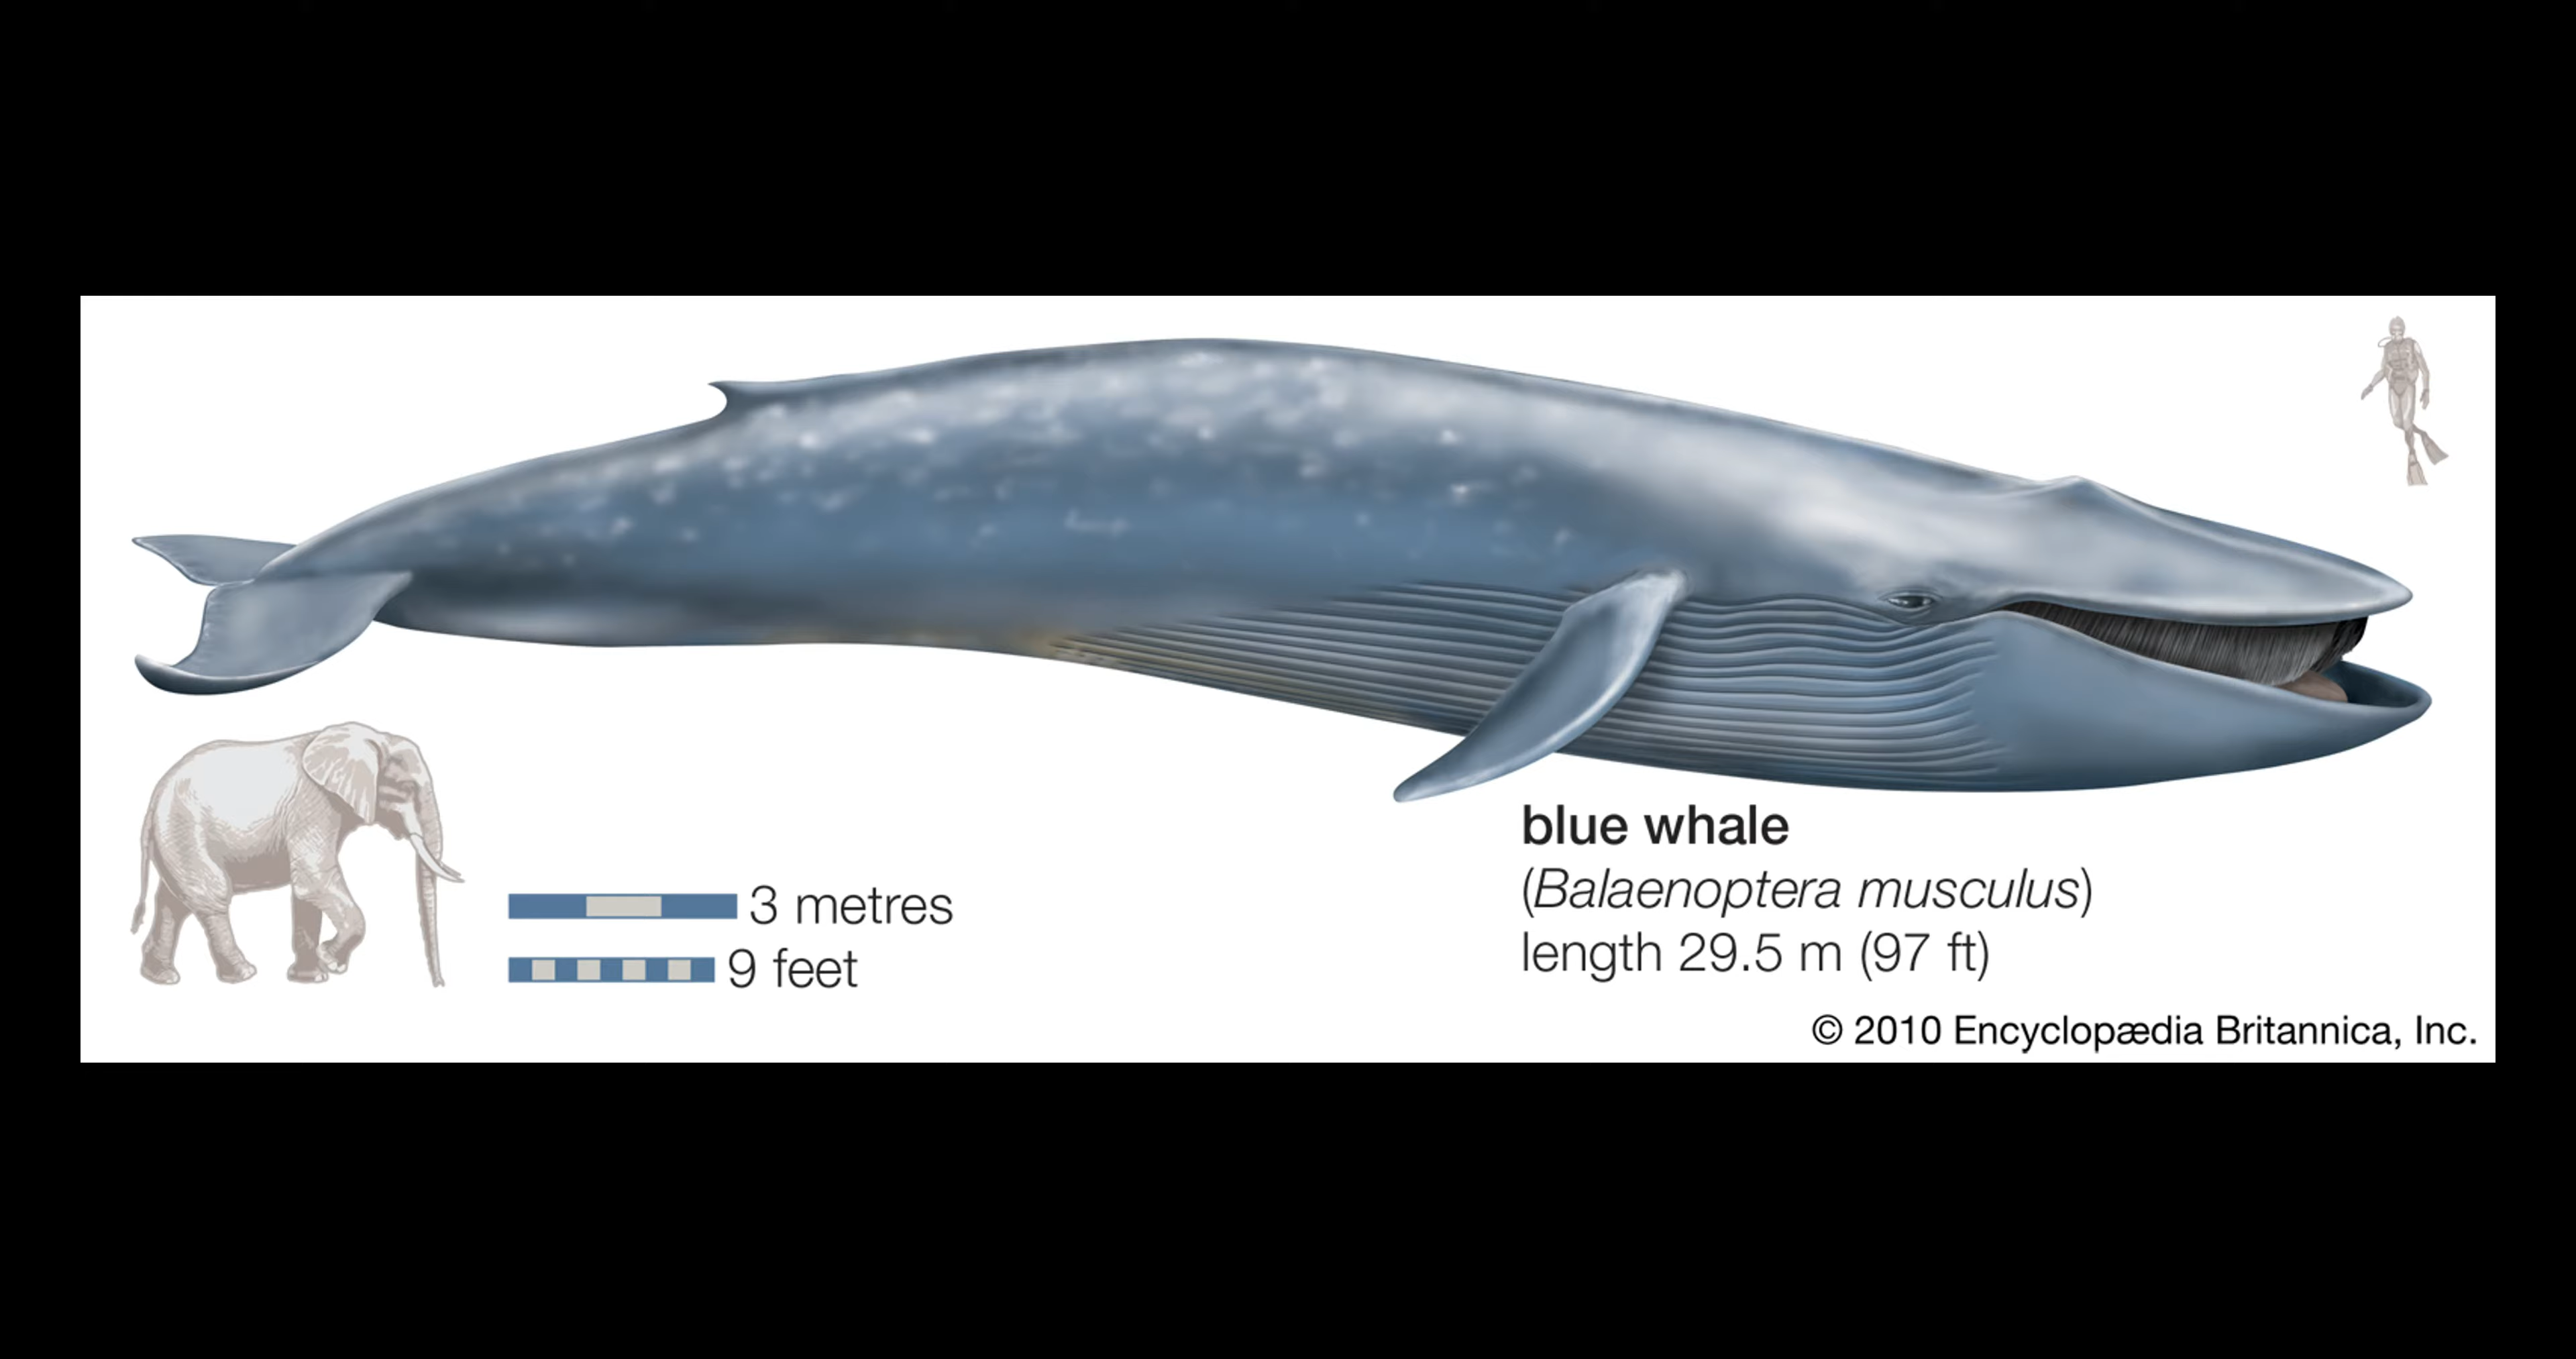 3 metres
9 feet
blue whale
(Balaenoptera musculus)
length 29.5 m (97 ft)
© 2010 Encyclopædia Britannica, Inc.